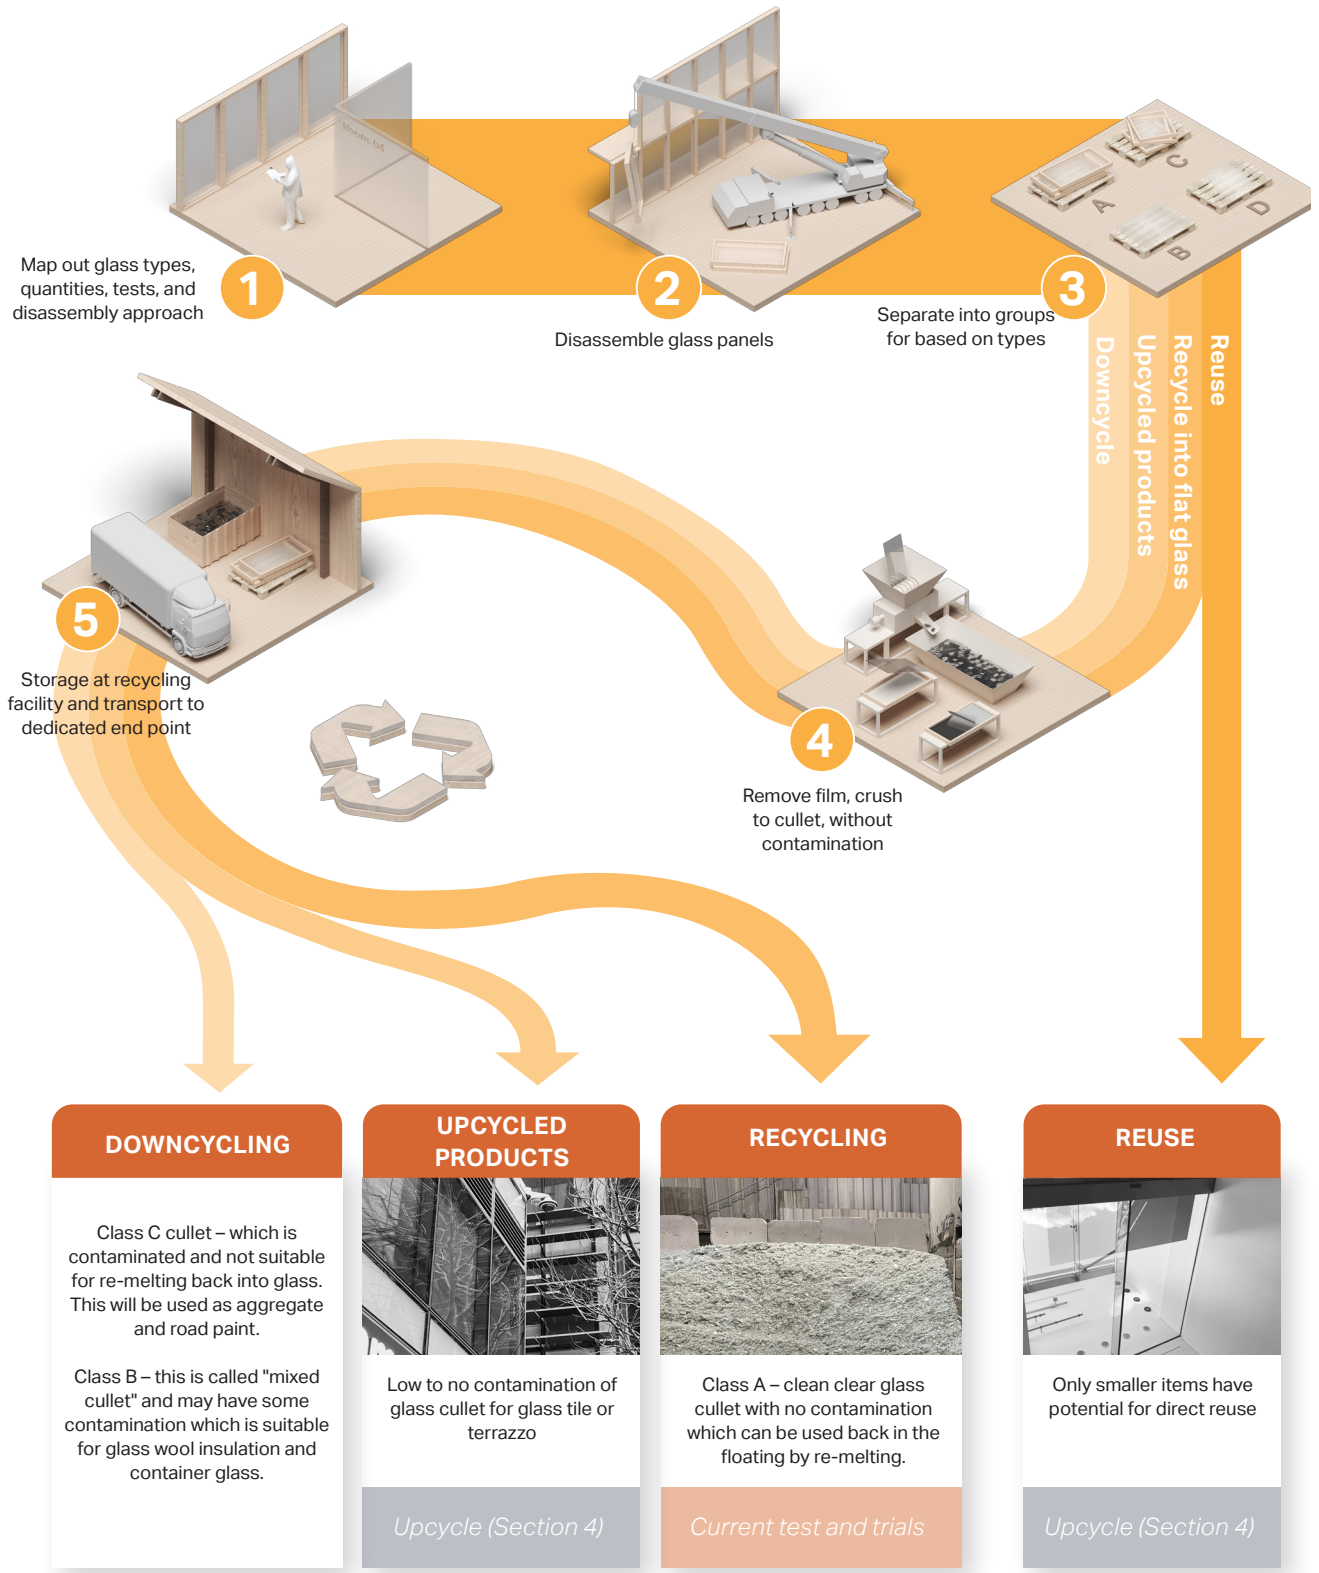 Room 04
Map out glass types,
quantities, tests, and
disassembly approach
1
2
Disassemble glass panels
A
B
C
D
3
Separate into groups
for based on types
Downcycle
Upcycled products
Recycle into flat glass
Reuse
4
Remove film, crush
to cullet, without
contamination
5
Storage at recycling
facility and transport to
dedicated end point
DOWNCYCLING
Class C cullet – which is
contaminated and not suitable
for re-melting back into glass.
This will be used as aggregate
and road paint.
Class B – this is called "mixed
cullet" and may have some
contamination which is suitable
for glass wool insulation and
container glass.
UPCYCLED
PRODUCTS
Low to no contamination of
glass cullet for glass tile or
terrazzo
Upcycle (Section 4)
RECYCLING
Class A – clean clear glass
cullet with no contamination
which can be used back in the
floating by re-melting.
Current test and trials
REUSE
Only smaller items have
potential for direct reuse
Upcycle (Section 4)